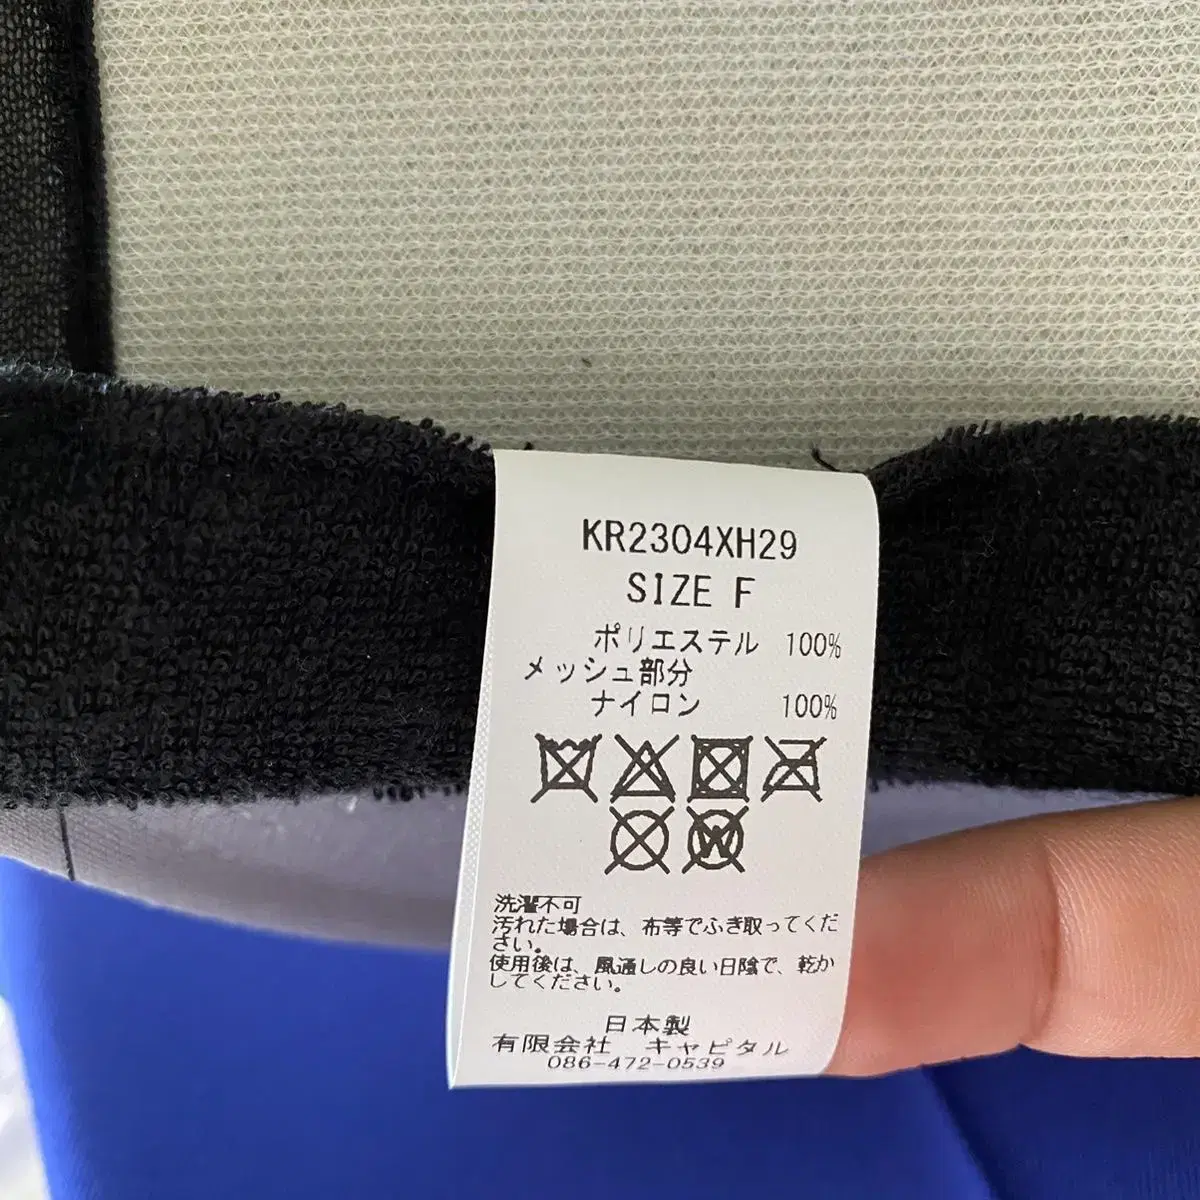 KR2304XH29
SIZE F
ポリエステル 100%
メッシュ部分
ナイロン 100%
W
洗濯不可
汚れた場合は、布等でふき取ってくだ
さい。
使用後は、風通しの良い日陰で、乾か
してください。
日本製
有限会社 キャピタル
086-472-0539